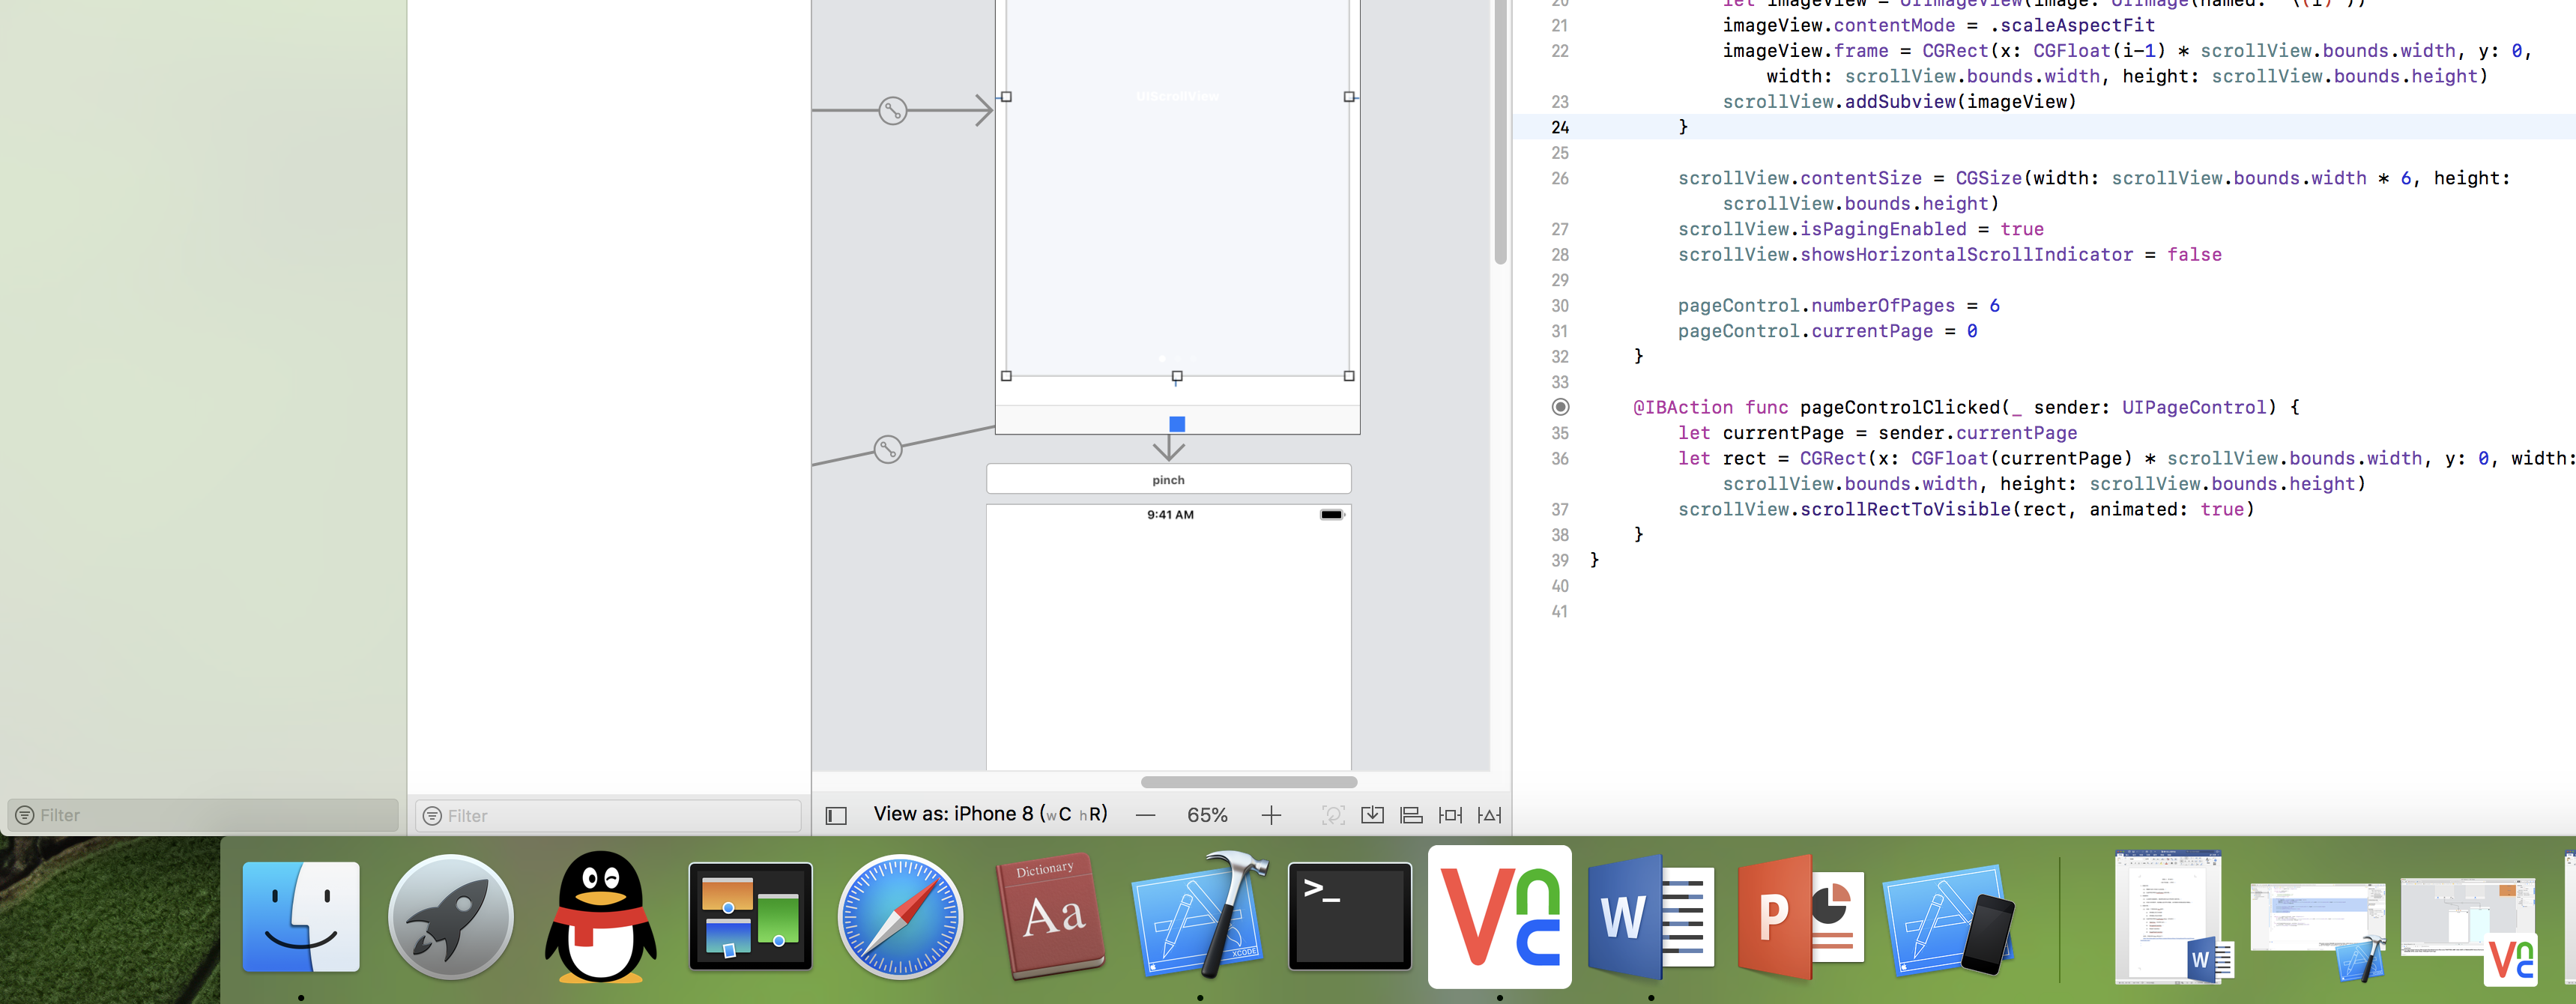 20 let imageView = UIImageView(image: UIImage(named: "\(i)"))
21 imageView.contentMode = .scaleAspectFit
22 imageView.frame = CGRect(x: CGFloat(i-1) * scrollView.bounds.width, y: 0,
width: scrollView.bounds.width, height: scrollView.bounds.height)
23 scrollView.addSubview(imageView)
24 }
25
26 scrollView.contentSize = CGSize(width: scrollView.bounds.width * 6, height:
scrollView.bounds.height)
27 scrollView.isPagingEnabled = true
28 scrollView.showsHorizontalScrollIndicator = false
29
30 pageControl.numberOfPages = 6
31 pageControl.currentPage = 0
32 }
33
@IBAction func pageControlClicked(_ sender: UIPageControl) {
35 let currentPage = sender.currentPage
36 let rect = CGRect(x: CGFloat(currentPage) * scrollView.bounds.width, y: 0, width:
scrollView.bounds.width, height: scrollView.bounds.height)
37 scrollView.scrollRectToVisible(rect, animated: true)
38 }
39 }
40
41
UIScrollView
pinch
9:41 AM
Filter
Filter
View as: iPhone 8 (wC hR)
— 65% +
Dictionary
Aa
XCODE
>_
Vnc
W
P
W
Vnc